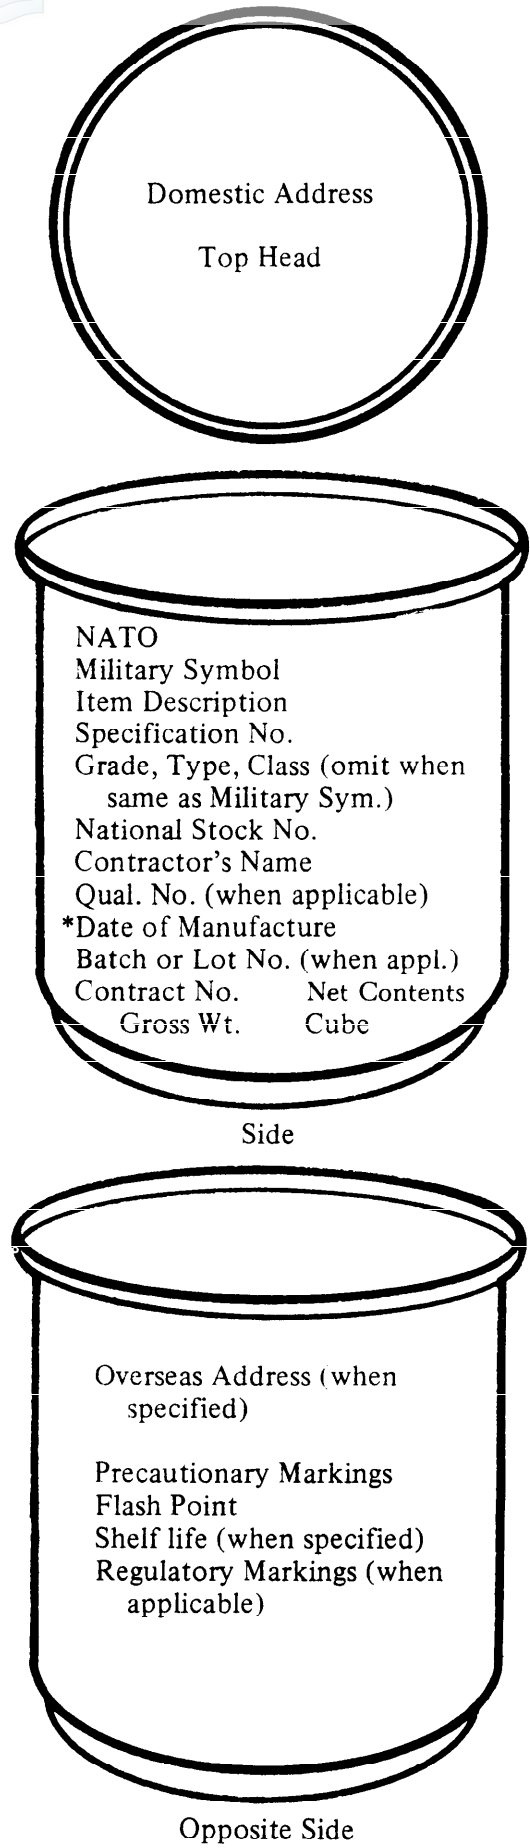 Domestic Address
Top Head
NATO
Military Symbol
Item Description
Specification No.
Grade, Type, Class (omit when
same as Military Sym.)
National Stock No.
Contractor's Name
Qual. No. (when applicable)
*Date of Manufacture
Batch or Lot No. (when appl.)
Contract No. Net Contents
Gross Wt. Cube
Side
Overseas Address (when
specified)
Precautionary Markings
Flash Point
Shelf life (when specified)
Regulatory Markings (when
applicable)
Opposite Side